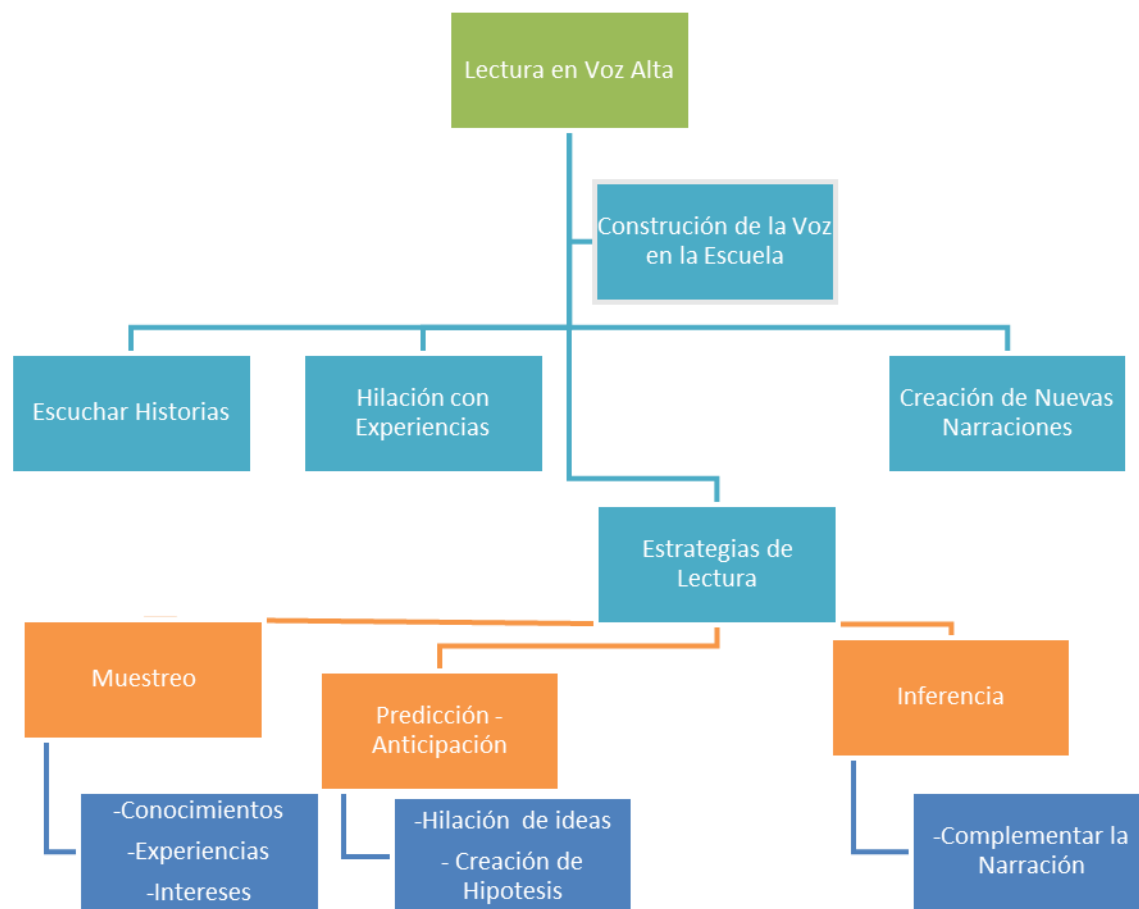 Lectura en Voz Alta
Construción de la Voz
en la Escuela
Escuchar Historias
Hilación con
Experiencias
Creación de Nuevas
Narraciones
Estrategias de
Lectura
Muestreo
Predicción -
Anticipación
Inferencia
-Conocimientos
-Experiencias
-Intereses
-Hilación de ideas
- Creación de
Hipotesis
-Complementar la
Narración